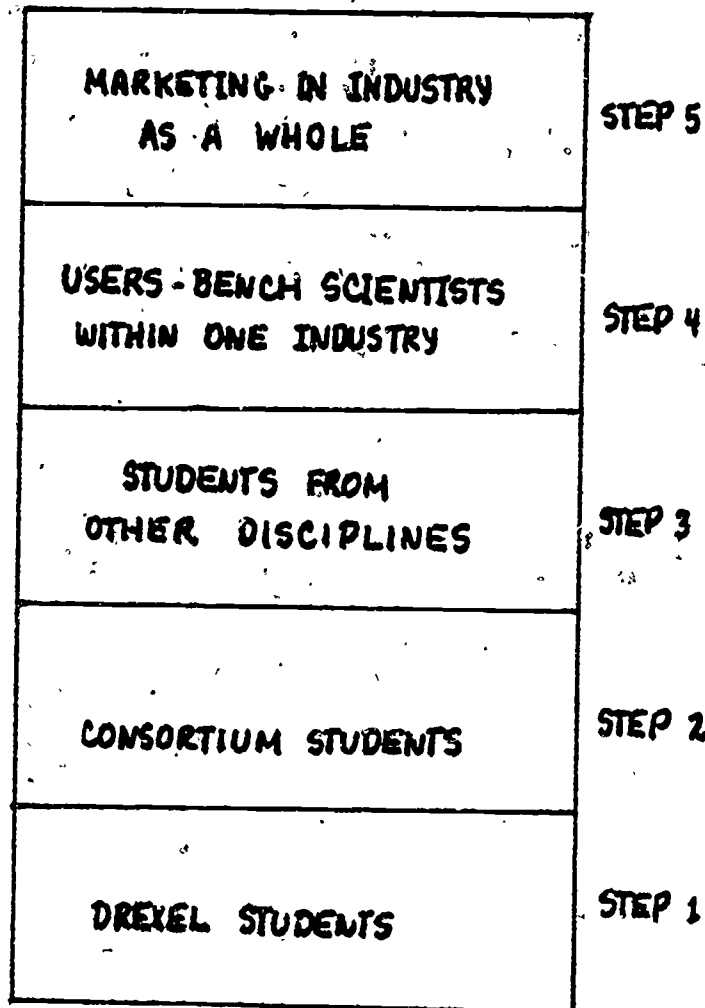 MARKETING IN INDUSTRY
AS A WHOLE
STEP 5
USERS - BENCH SCIENTISTS
WITHIN ONE INDUSTRY
STEP 4
STUDENTS FROM
OTHER DISCIPLINES
STEP 3
CONSORTIUM STUDENTS
STEP 2
DREXEL STUDENTS
STEP 1